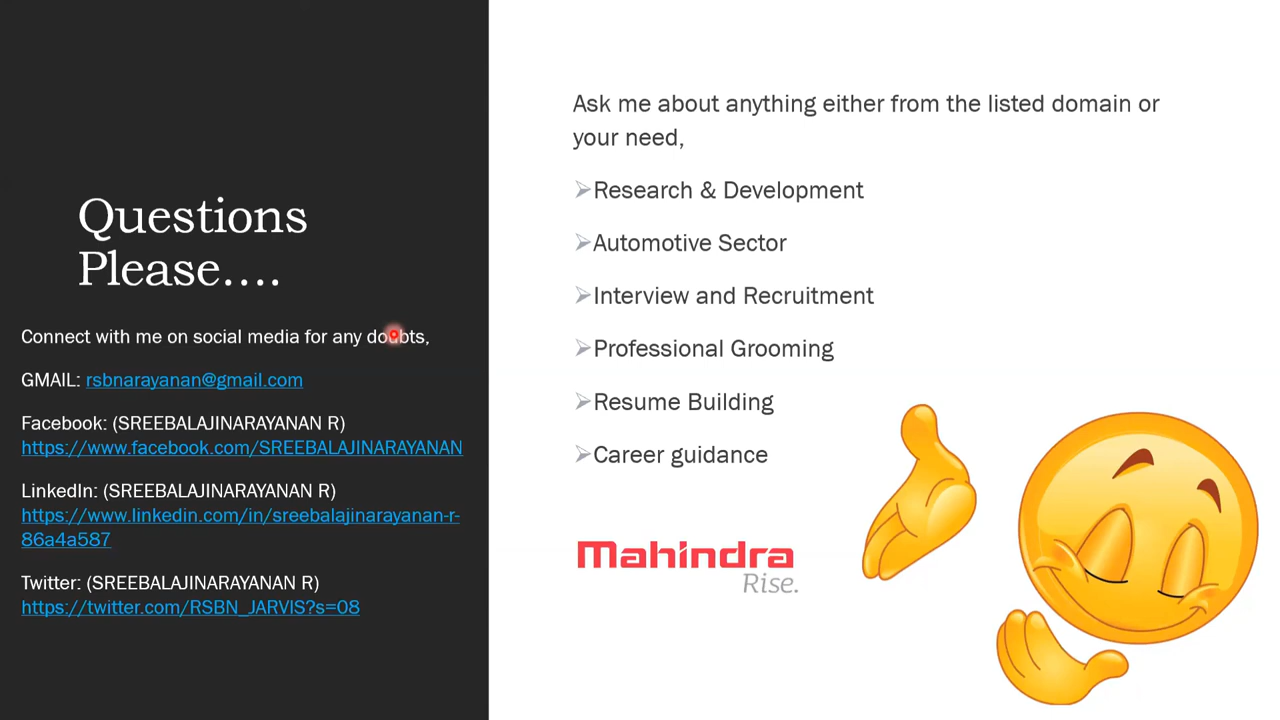 Questions
Please....
Connect with me on social media for any doubts,
GMAIL: rsbnarayanan@gmail.com
Facebook: (SREEBALAJINARAYANAN R)
https://www.facebook.com/SREEBALAJINARAYANAN
LinkedIn: (SREEBALAJINARAYANAN R)
https://www.linkedin.com/in/sreebalajinarayanan-r-
86a4a587
Twitter: (SREEBALAJINARAYANAN R)
https://twitter.com/RSBN_JARVIS?s=08
Ask me about anything either from the listed domain or
your need,
➢Research & Development
➢Automotive Sector
➢Interview and Recruitment
➢Professional Grooming
➢Resume Building
➢Career guidance
Mahindra
Rise.